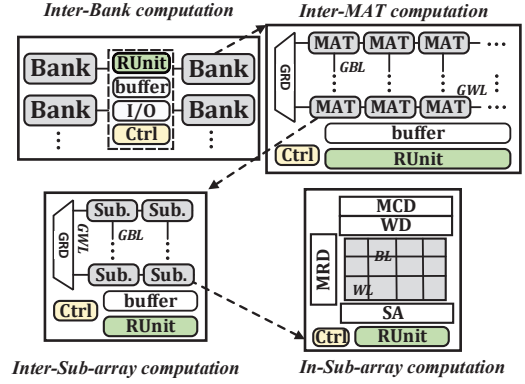 Inter-Bank computation
Inter-MAT computation
Bank
RUnit
Bank
buffer
Bank
I/O
Bank
Ctrl
GRD
MAT MAT MAT
GBL
GWL
MAT MAT MAT
buffer
Ctrl
RUnit
GRD
GWL
Sub. Sub.
GBL
Sub. Sub.
buffer
Ctrl
RUnit
MCD
WD
MRD
BL
WL
SA
Ctrl
RUnit
Inter-Sub-array computation
In-Sub-array computation